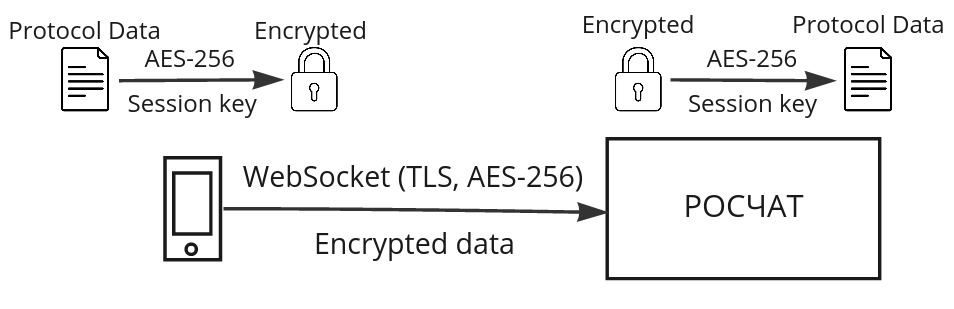 Protocol Data
AES-256
Session key
Encrypted
Encrypted
AES-256
Session key
Protocol Data
WebSocket (TLS, AES-256)
Encrypted data
РОСЧАТ